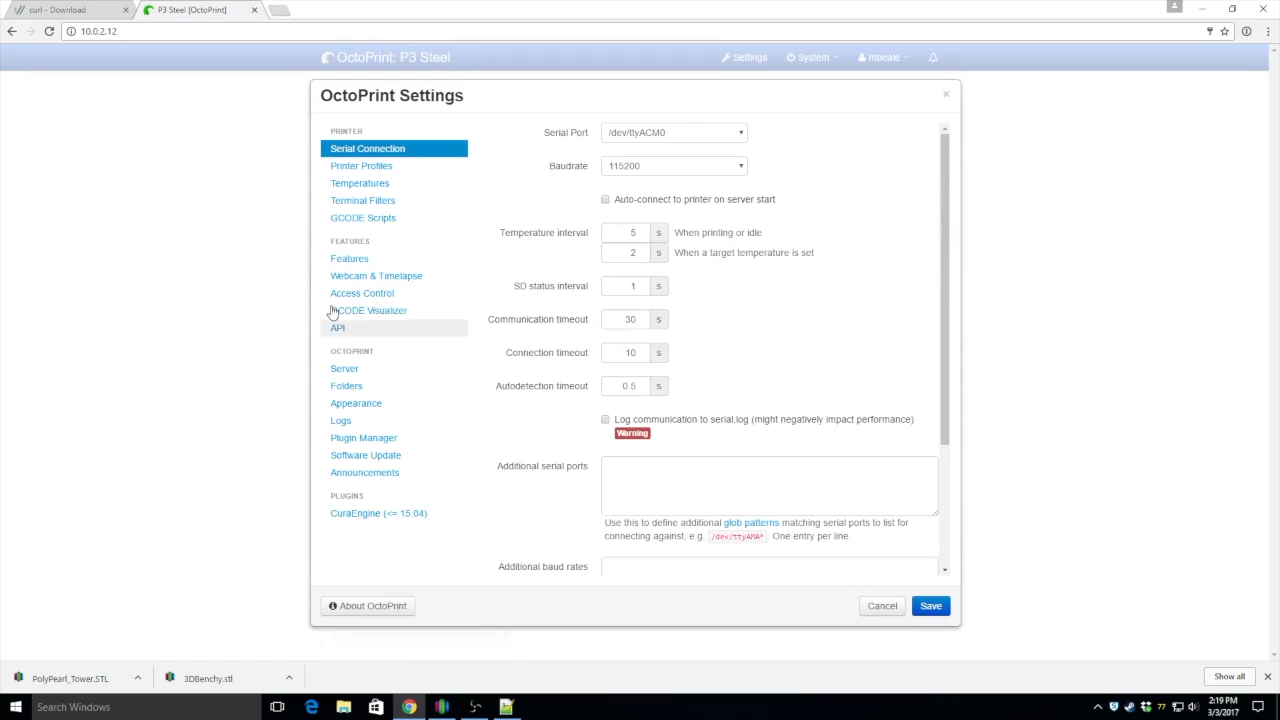 curl - Download
P3 Steel [OctoPrint]
10.0.2.12
OctoPrint: P3 Steel
Settings
System
mbeale
OctoPrint Settings
PRINTER
Serial Connection
Printer Profiles
Temperatures
Terminal Filters
GCODE Scripts
FEATURES
Features
Webcam & Timelapse
Access Control
CODE Visualizer
API
OCTOPRINT
Server
Folders
Appearance
Logs
Plugin Manager
Software Update
Announcements
PLUGINS
CuraEngine (<= 15.04)
Serial Port /dev/ttyACM0
Baudrate 115200
Auto-connect to printer on server start
Temperature interval 5 s When printing or idle
2 s When a target temperature is set
SD status interval 1 s
Communication timeout 30 s
Connection timeout 10 s
Autodetection timeout 0.5 s
Log communication to serial.log (might negatively impact performance)
Warning
Additional serial ports
Use this to define additional glob patterns matching serial ports to list for
connecting against, e.g. /dev/ttyAMA* . One entry per line.
Additional baud rates
About OctoPrint
Cancel
Save
PolyPearl_Tower.STL
3DBenchy.stl
Show all
Search Windows
77
2:19 PM
3/3/2017